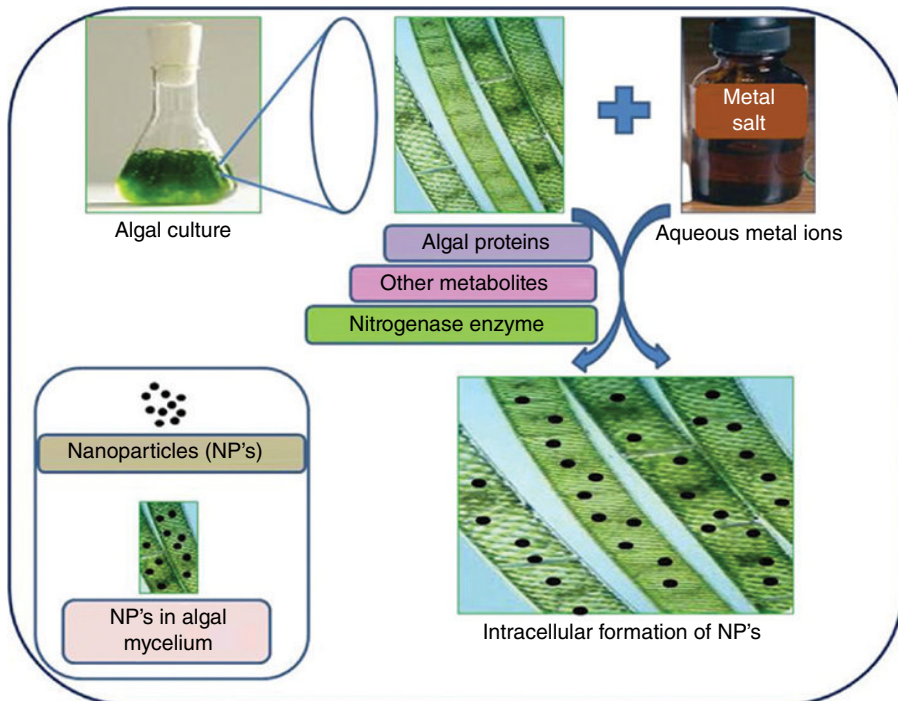 Metal
salt
Algal culture
Aqueous metal ions
Algal proteins
Other metabolites
Nitrogenase enzyme
Nanoparticles (NP's)
NP's in algal
mycelium
Intracellular formation of NP's